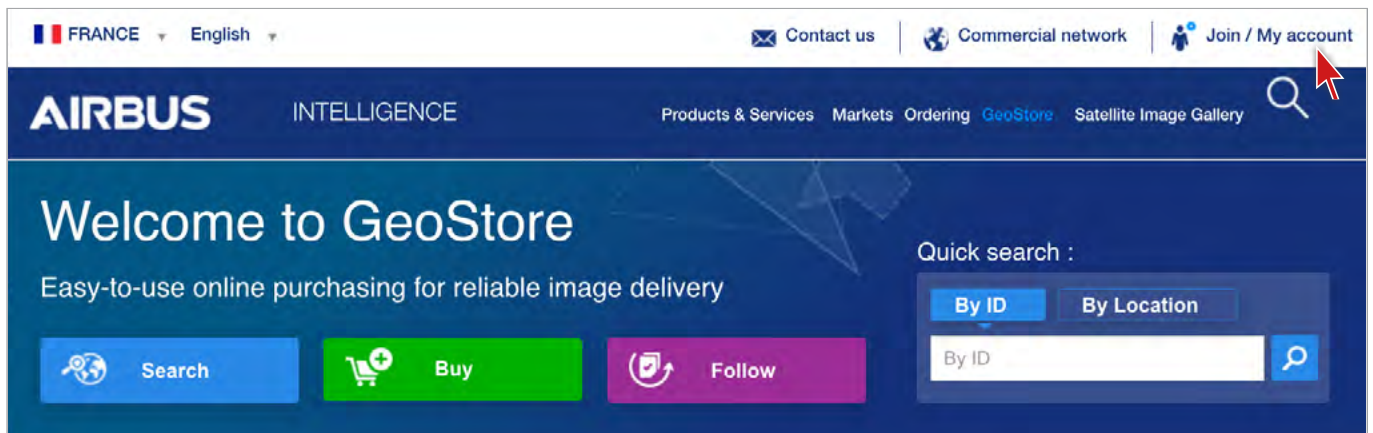 FRANCE English Contact us Commercial network Join / My account
AIRBUS INTELLIGENCE Products & Services Markets Ordering GeoStore Satellite Image Gallery
Welcome to GeoStore
Easy-to-use online purchasing for reliable image delivery
Search Buy Follow
Quick search :
By ID By Location
By ID